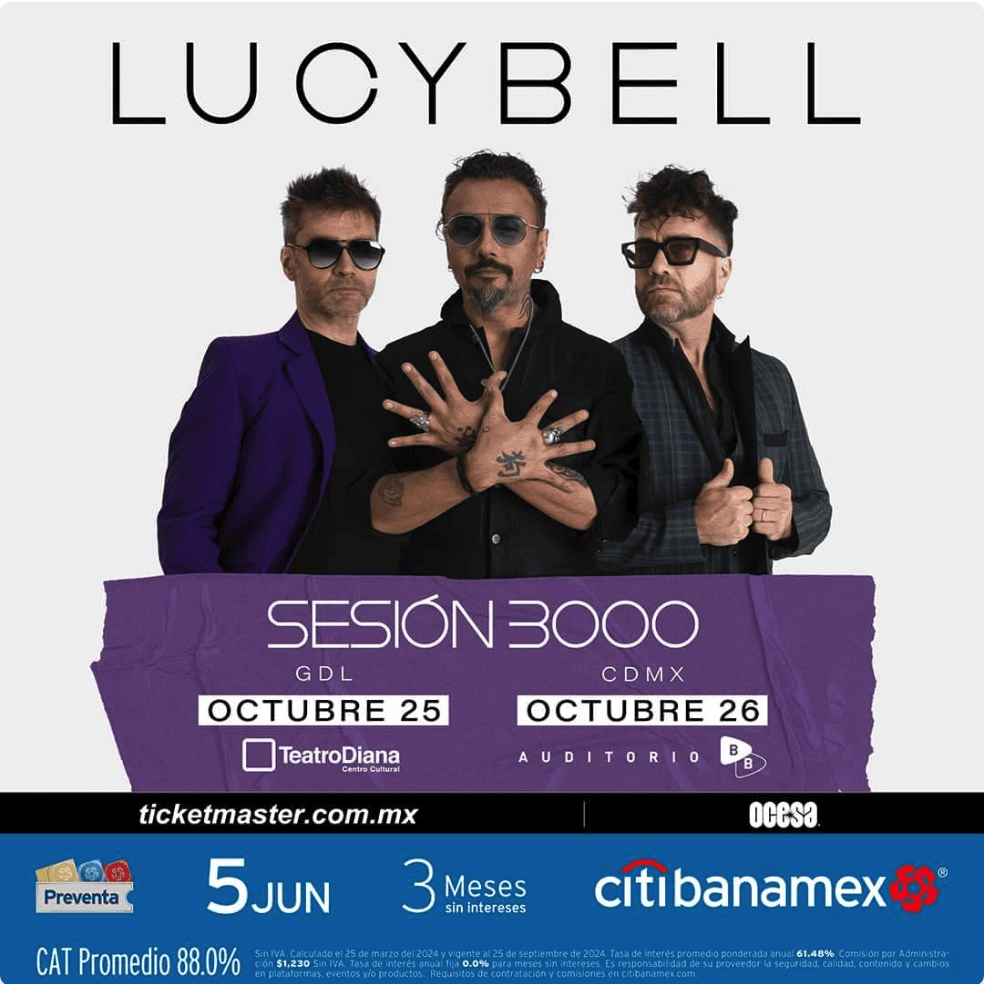 LUCYBELL
SESIÓN 3000
GDL
OCTUBRE 25
TeatroDiana
Centro Cultural
CDMX
OCTUBRE 26
AUDITORIO BB
ticketmaster.com.mx
ocesa
Preventa
5 JUN
3 Meses
sin intereses
citibanamex®
CAT Promedio 88.0%
Sin IVA. Calculado el 25 de marzo del 2024 y vigente al 25 de septiembre de 2024. Tasa de interés promedio ponderada anual 61.48%. Comisión por Administra-
ción $1,230 Sin IVA. Tasa de interés anual fija 0.0% para meses sin intereses. Es responsabilidad de su proveedor la seguridad, calidad, contenido y cambios
en plataformas, eventos y/o productos. Requisitos de contratación y comisiones en citibanamex.com.